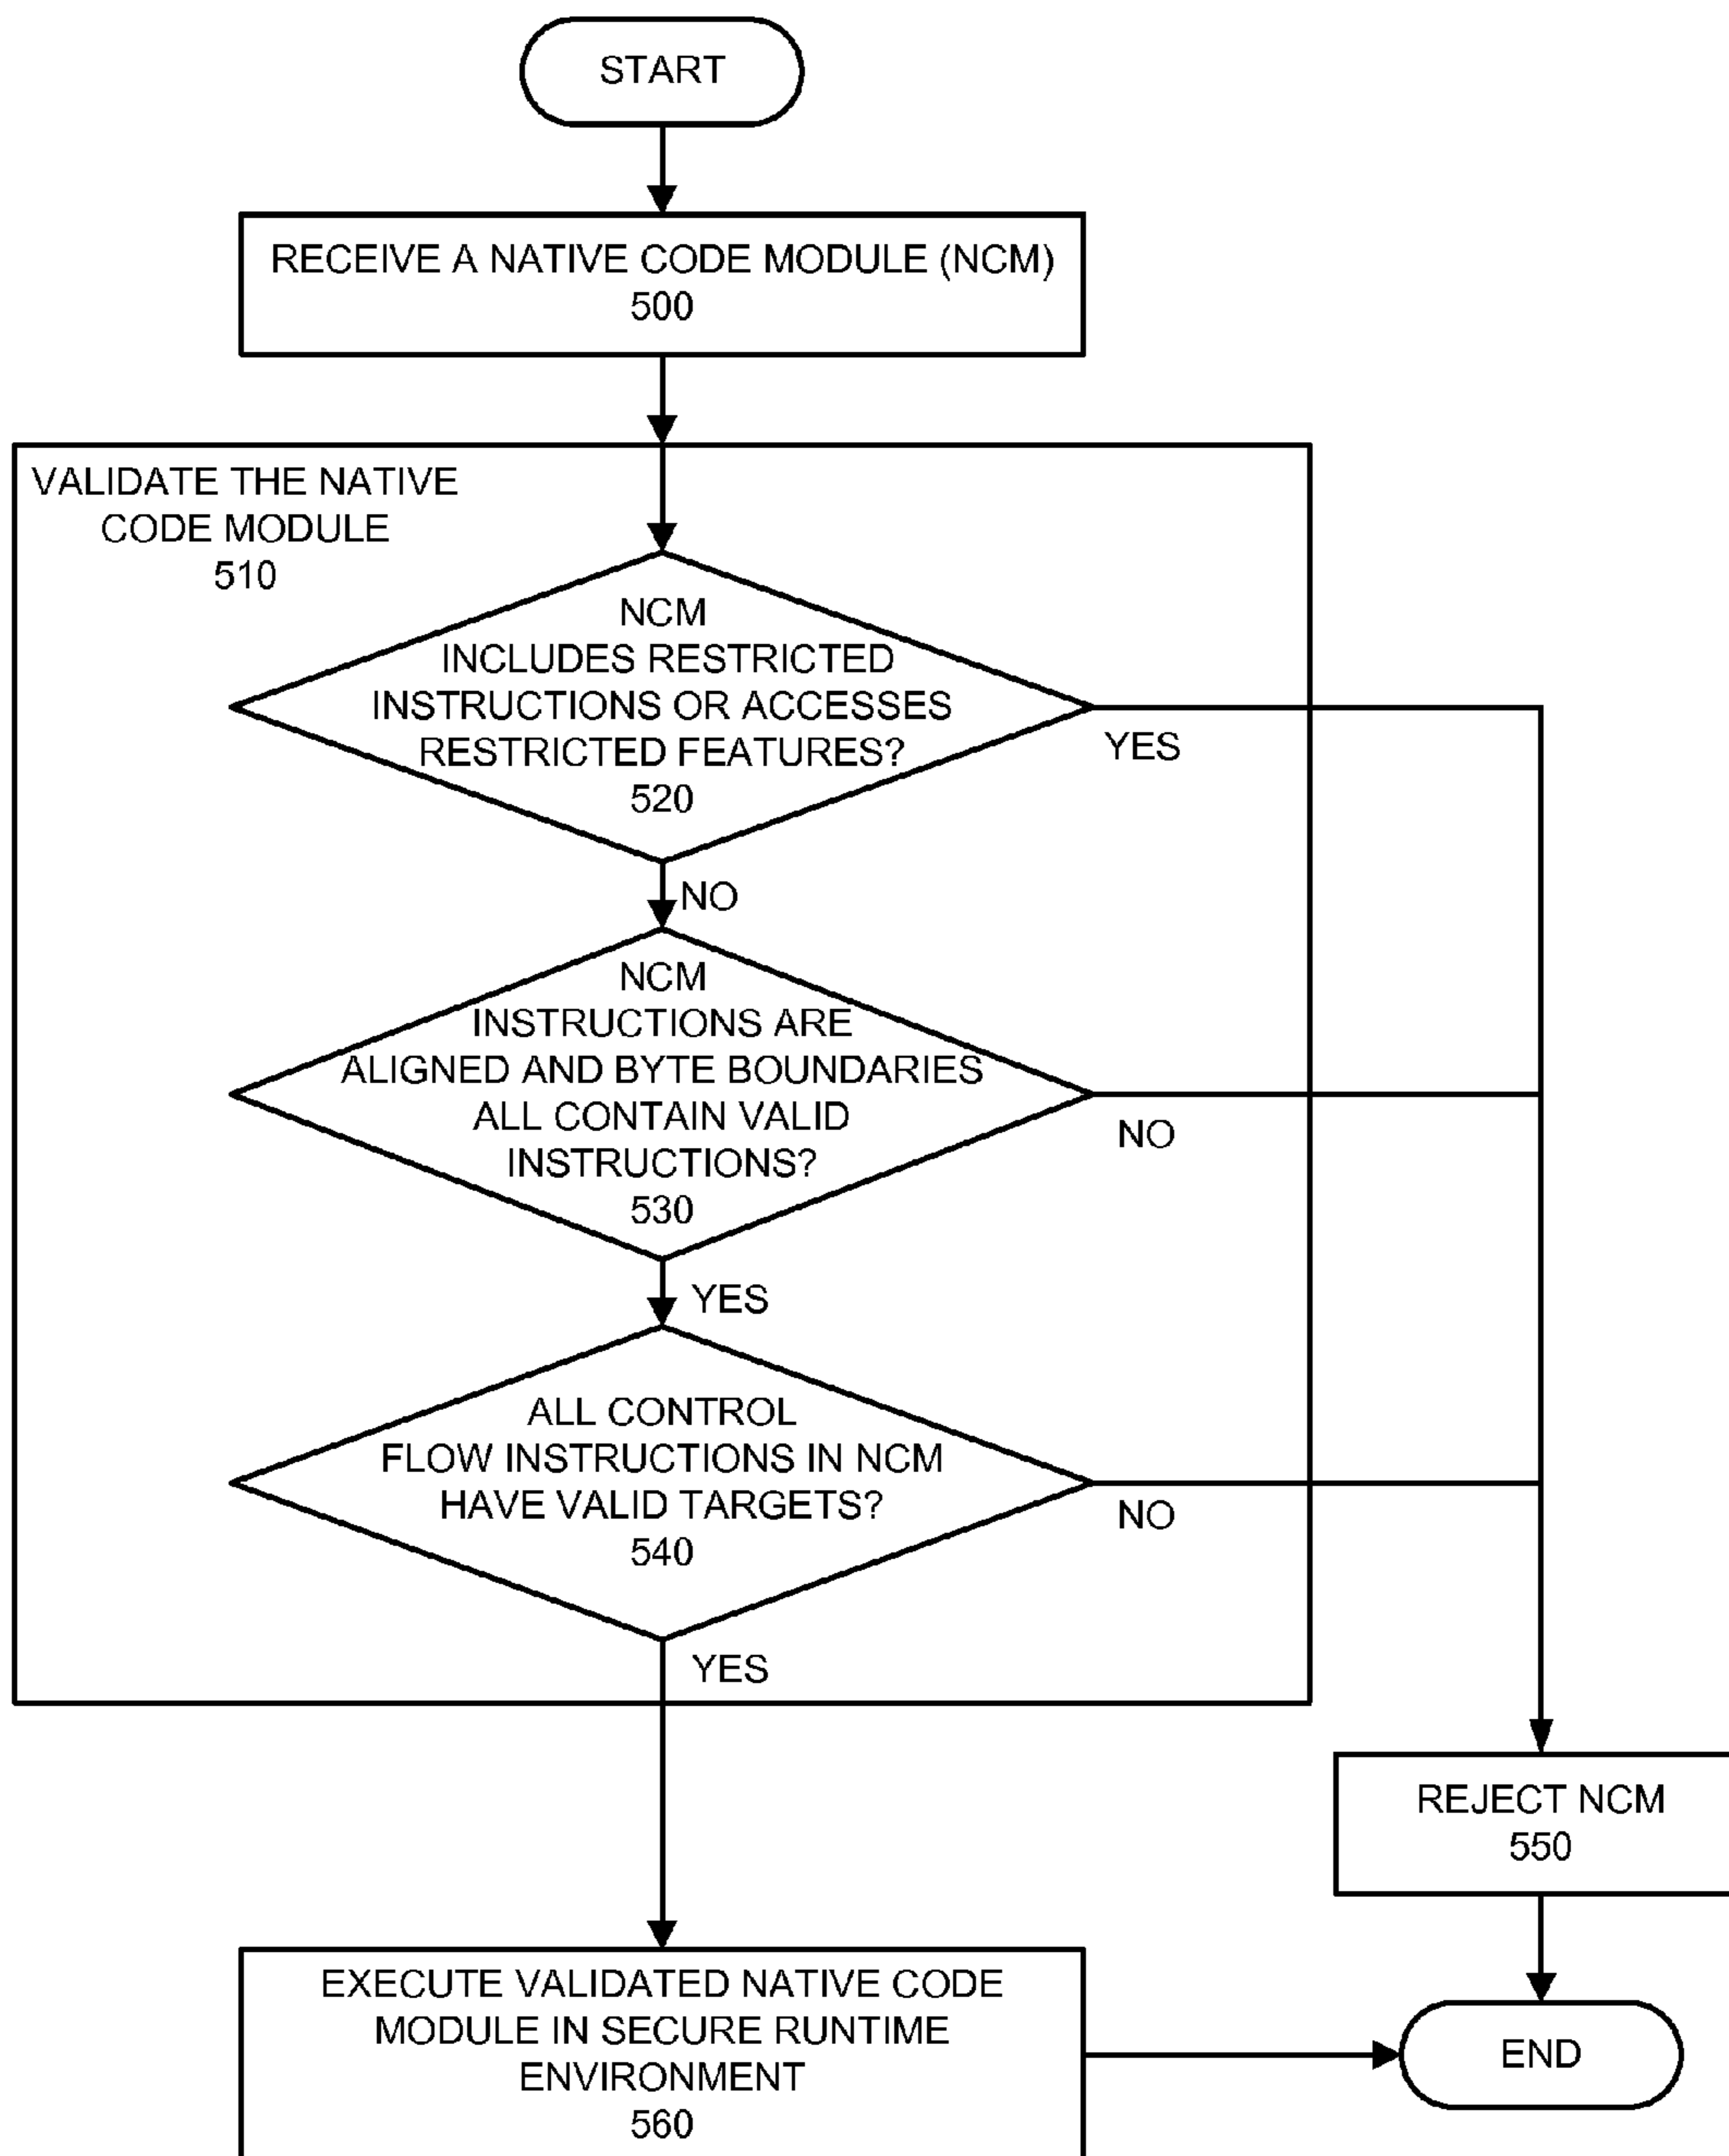 START
RECEIVE A NATIVE CODE MODULE (NCM)
500
VALIDATE THE NATIVE
CODE MODULE
510
NCM
INCLUDES RESTRICTED
INSTRUCTIONS OR ACCESSES
RESTRICTED FEATURES?
520
YES
NO
NCM
INSTRUCTIONS ARE
ALIGNED AND BYTE BOUNDARIES
ALL CONTAIN VALID
INSTRUCTIONS?
530
NO
YES
ALL CONTROL
FLOW INSTRUCTIONS IN NCM
HAVE VALID TARGETS?
540
NO
YES
REJECT NCM
550
EXECUTE VALIDATED NATIVE CODE
MODULE IN SECURE RUNTIME
ENVIRONMENT
560
END